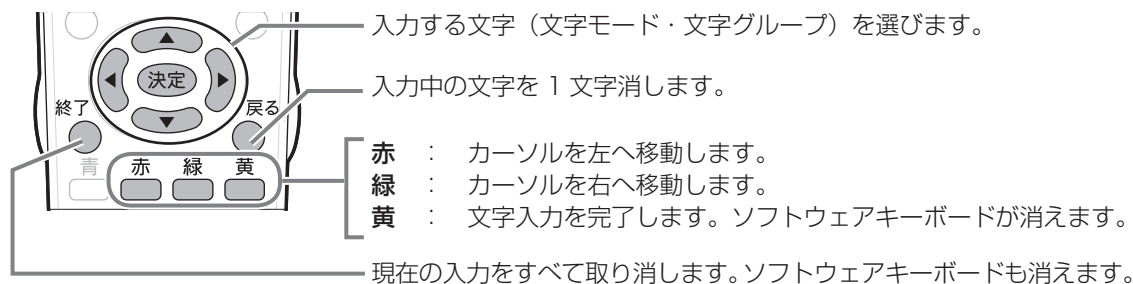 入力する文字（文字モード・文字グループ）を選びます。
決定
入力中の文字を 1 文字消します。
終了
戻る
青 赤 緑 黄
赤 ： カーソルを左へ移動します。
緑 ： カーソルを右へ移動します。
黄 ： 文字入力を完了します。ソフトウェアキーボードが消えます。
現在の入力をすべて取り消します。ソフトウェアキーボードも消えます。